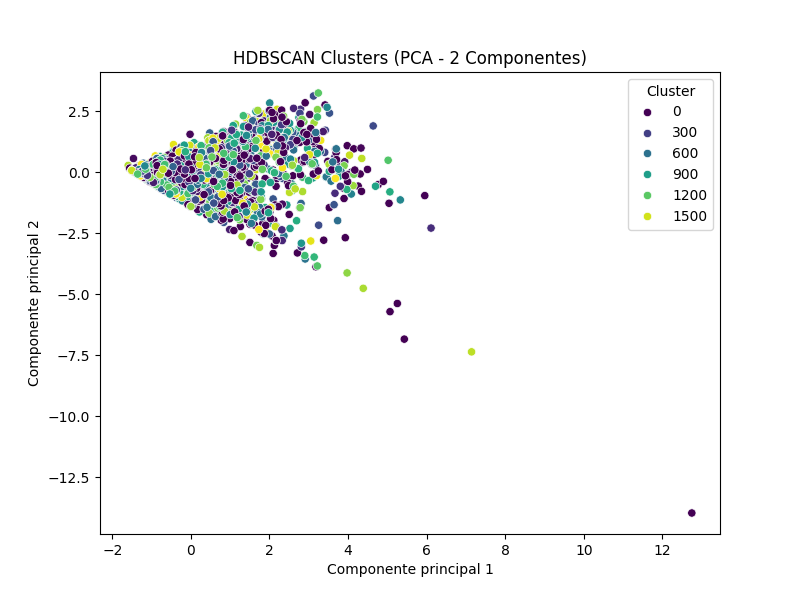 HDBSCAN Clusters (PCA - 2 Componentes)
Cluster
0
300
600
900
1200
1500
Componente principal 2
2.5
0.0
−2.5
−5.0
−7.5
−10.0
−12.5
−2 0 2 4 6 8 10 12
Componente principal 1